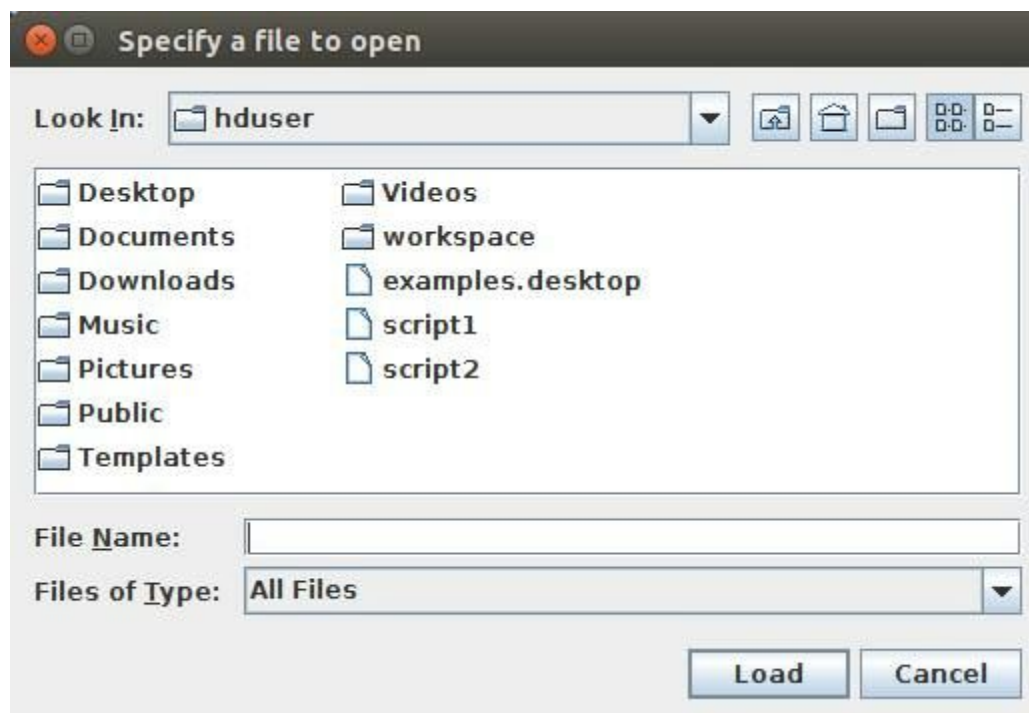 Specify a file to open
Look In: hduser
Desktop
Documents
Downloads
Music
Pictures
Public
Templates
Videos
workspace
examples.desktop
script1
script2
File Name:
Files of Type: All Files
Load Cancel